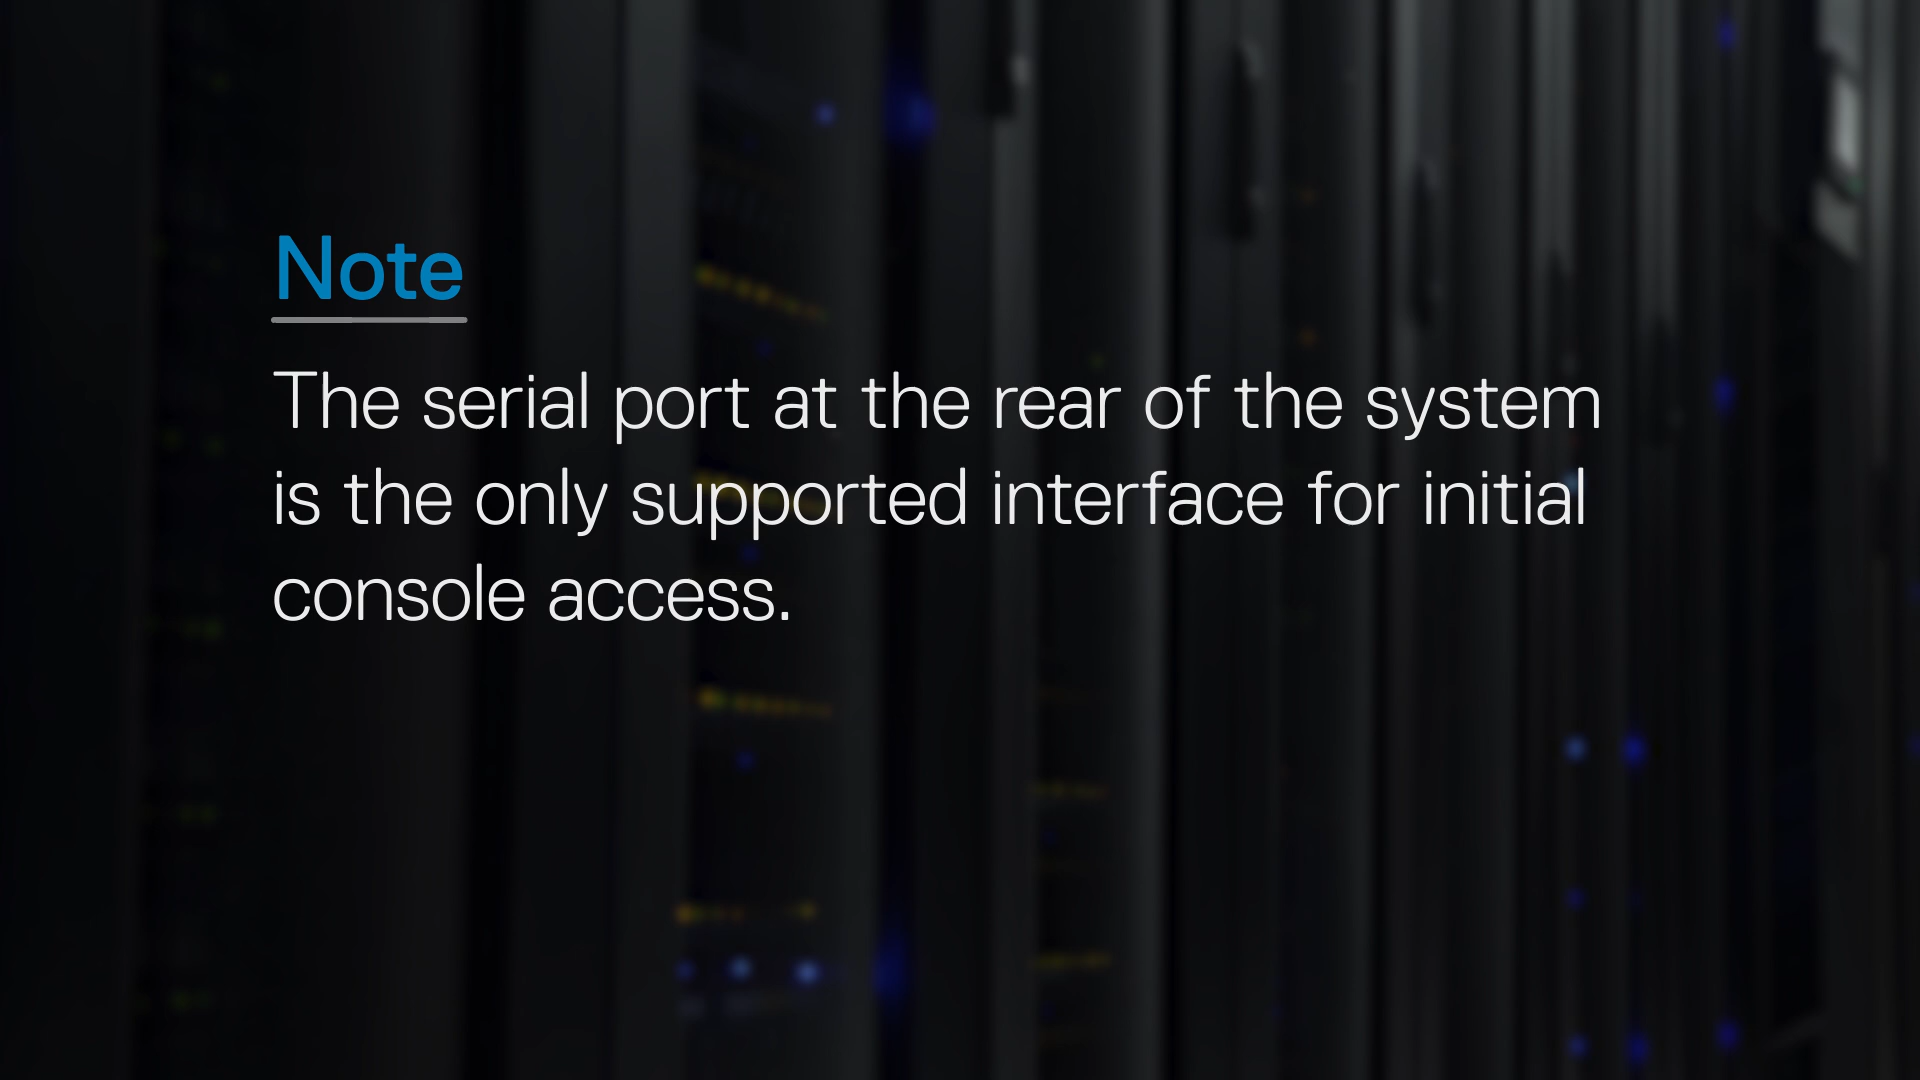 Note
The serial port at the rear of the system
is the only supported interface for initial
console access.